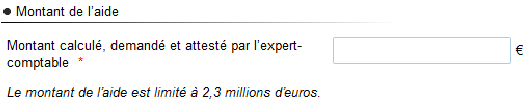 Montant de l'aide
Montant calculé, demandé et attesté par l'expert-
comptable *
€
Le montant de l'aide est limité à 2,3 millions d'euros.